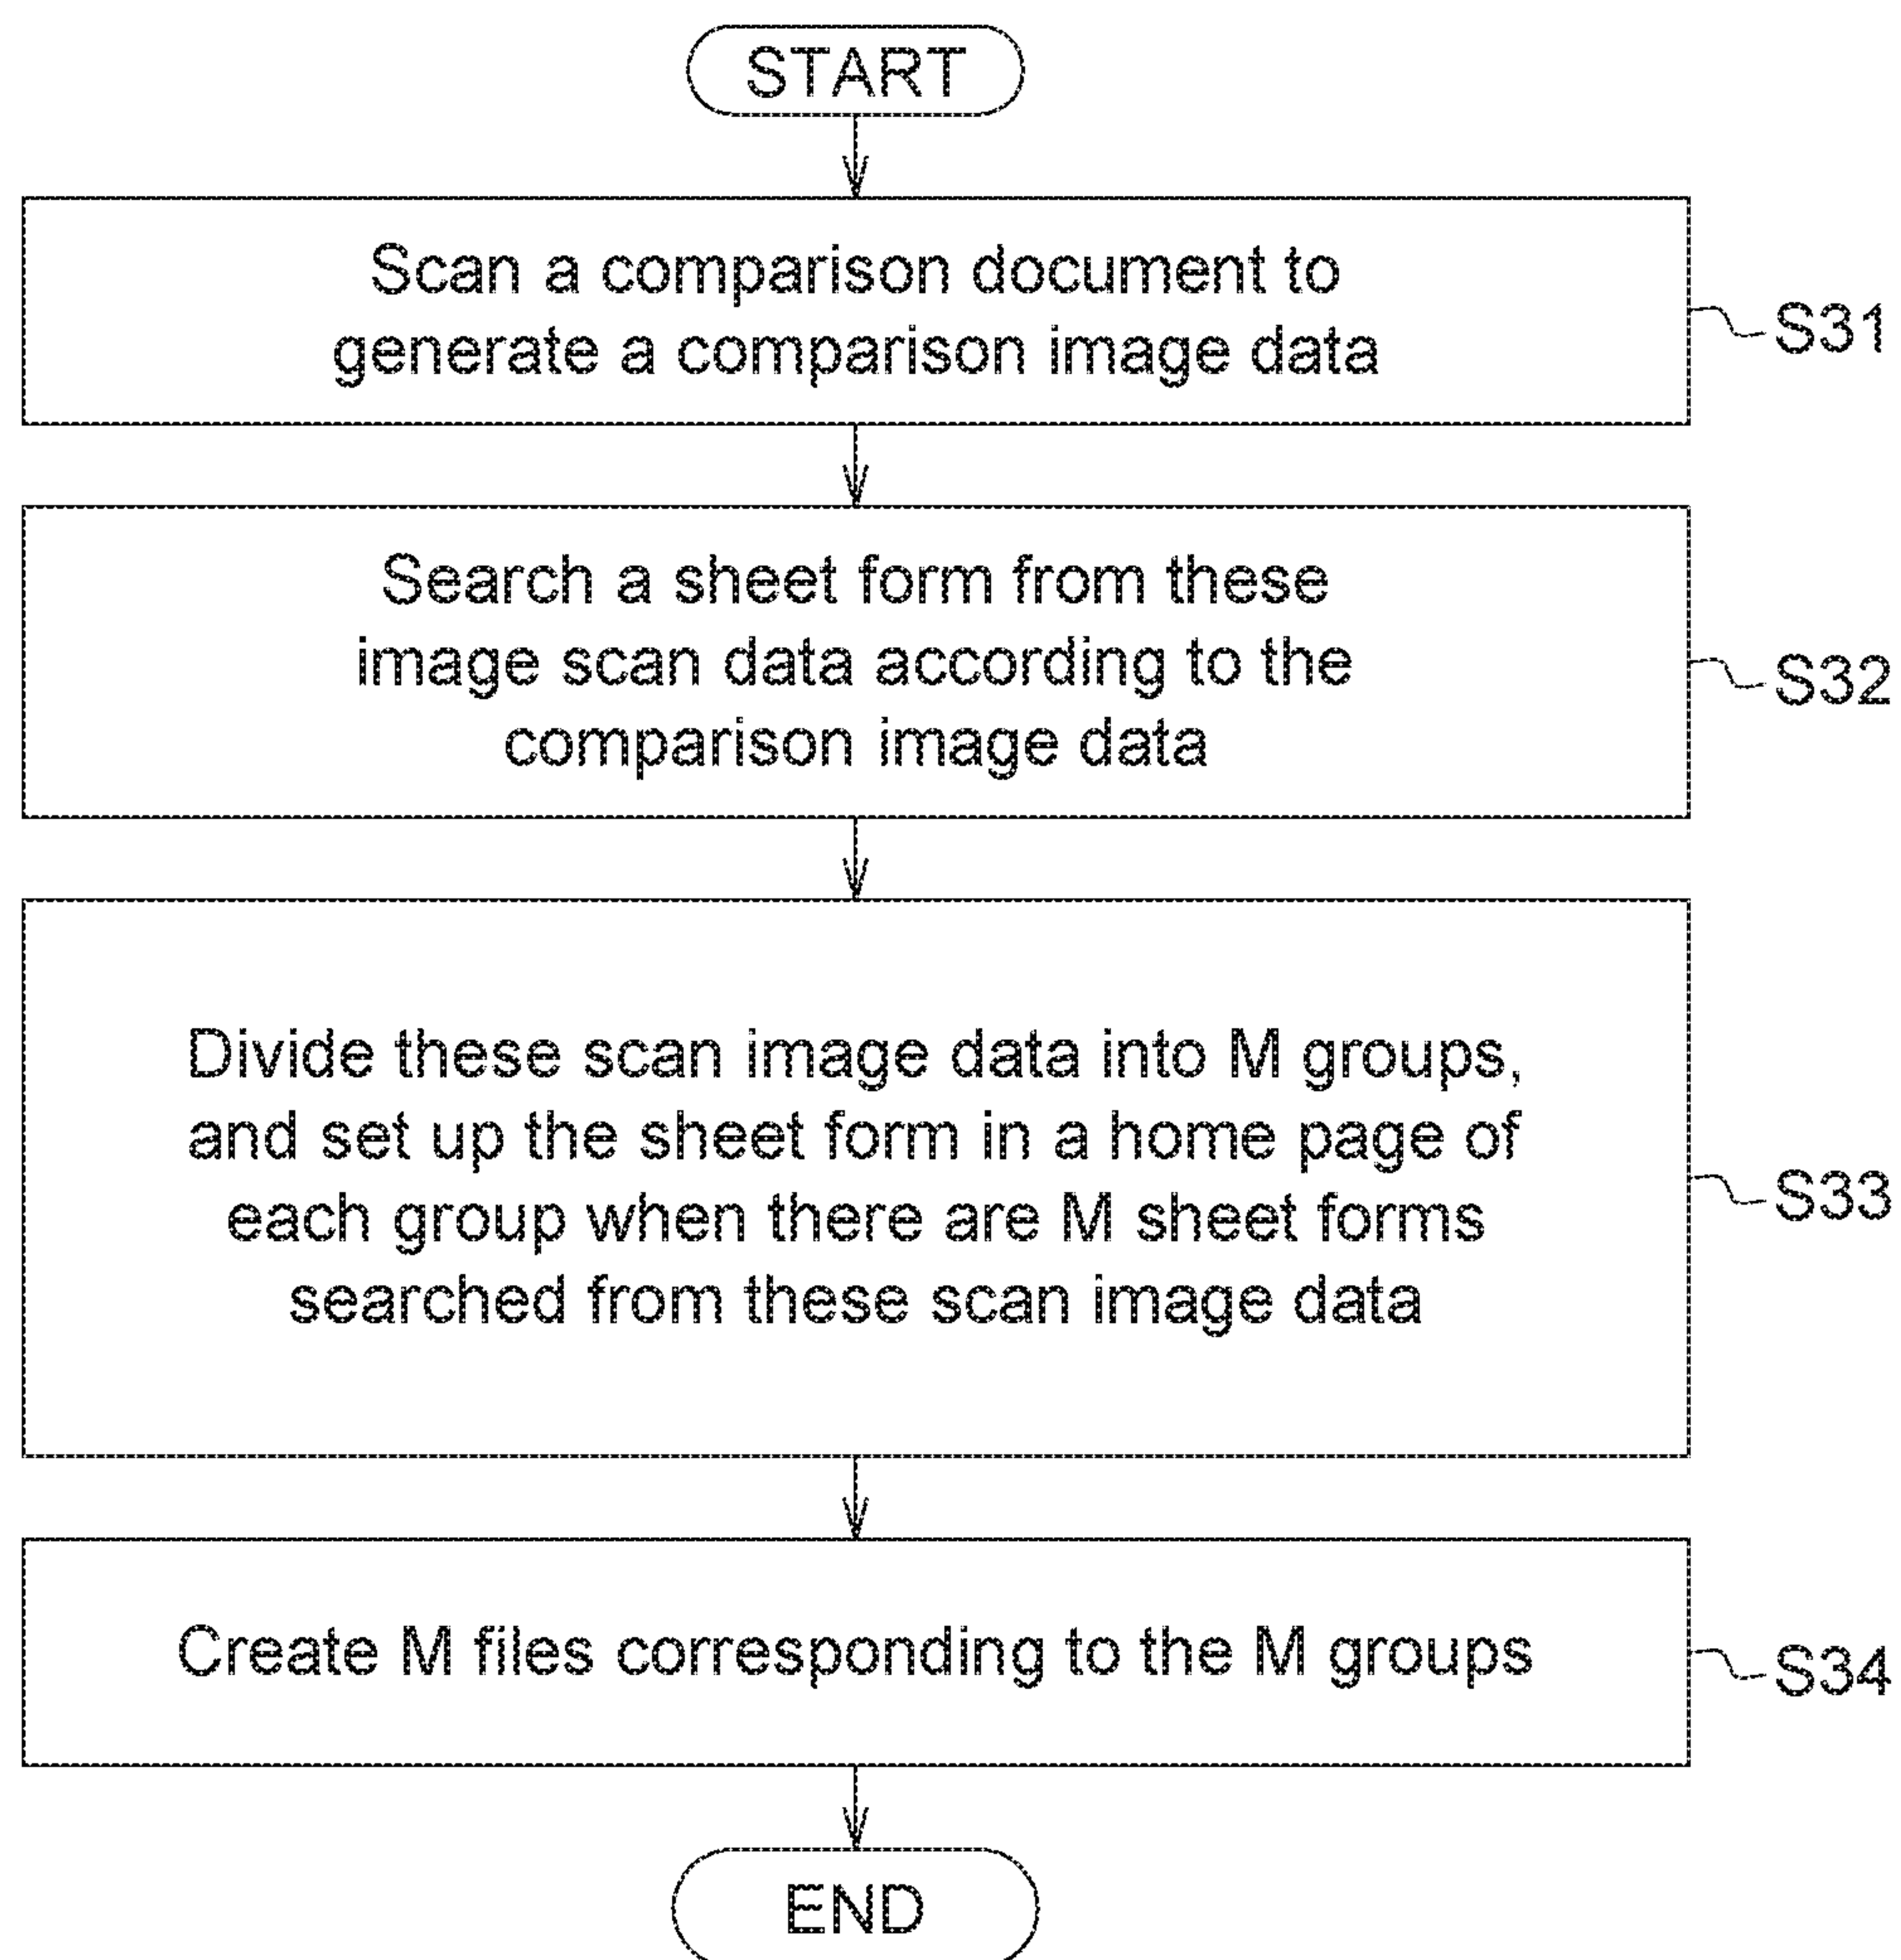 START
Scan a comparison document to
generate a comparison image data
S31
Search a sheet form from these
image scan data according to the
comparison image data
S32
Divide these scan image data into M groups,
and set up the sheet form in a home page of
each group when there are M sheet forms
searched from these scan image data
S33
Create M files corresponding to the M groups
S34
END